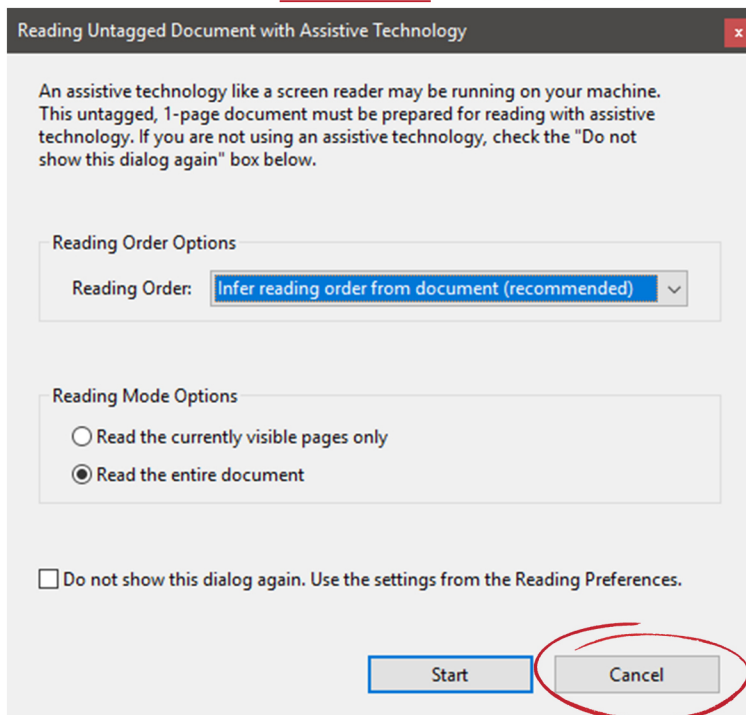 Reading Untagged Document with Assistive Technology
x
An assistive technology like a screen reader may be running on your machine.
This untagged, 1-page document must be prepared for reading with assistive
technology. If you are not using an assistive technology, check the "Do not
show this dialog again" box below.
Reading Order Options
Reading Order: Infer reading order from document (recommended)
Reading Mode Options
Read the currently visible pages only
Read the entire document
Do not show this dialog again. Use the settings from the Reading Preferences.
Start Cancel